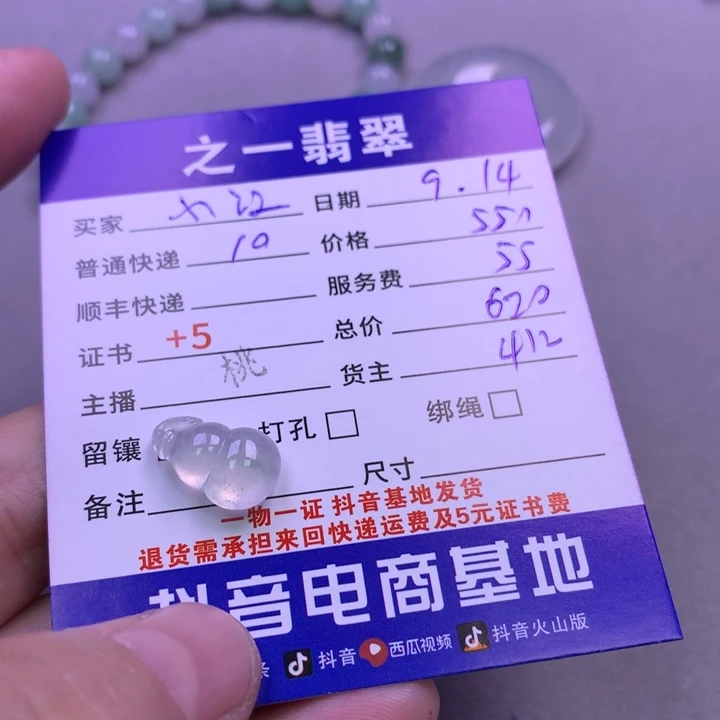 之一翡翠
买家 日期 9.14
普通快递 10 价格 550
顺丰快递 服务费 55
证书 +5 总价 620
主播 桃 货主 412
留镶 打孔 绑绳
备注 尺寸
一物一证 抖音基地发货
退货需承担来回快递运费及5元证书费
抖音电商基地
条 抖音 西瓜视频 抖音火山版